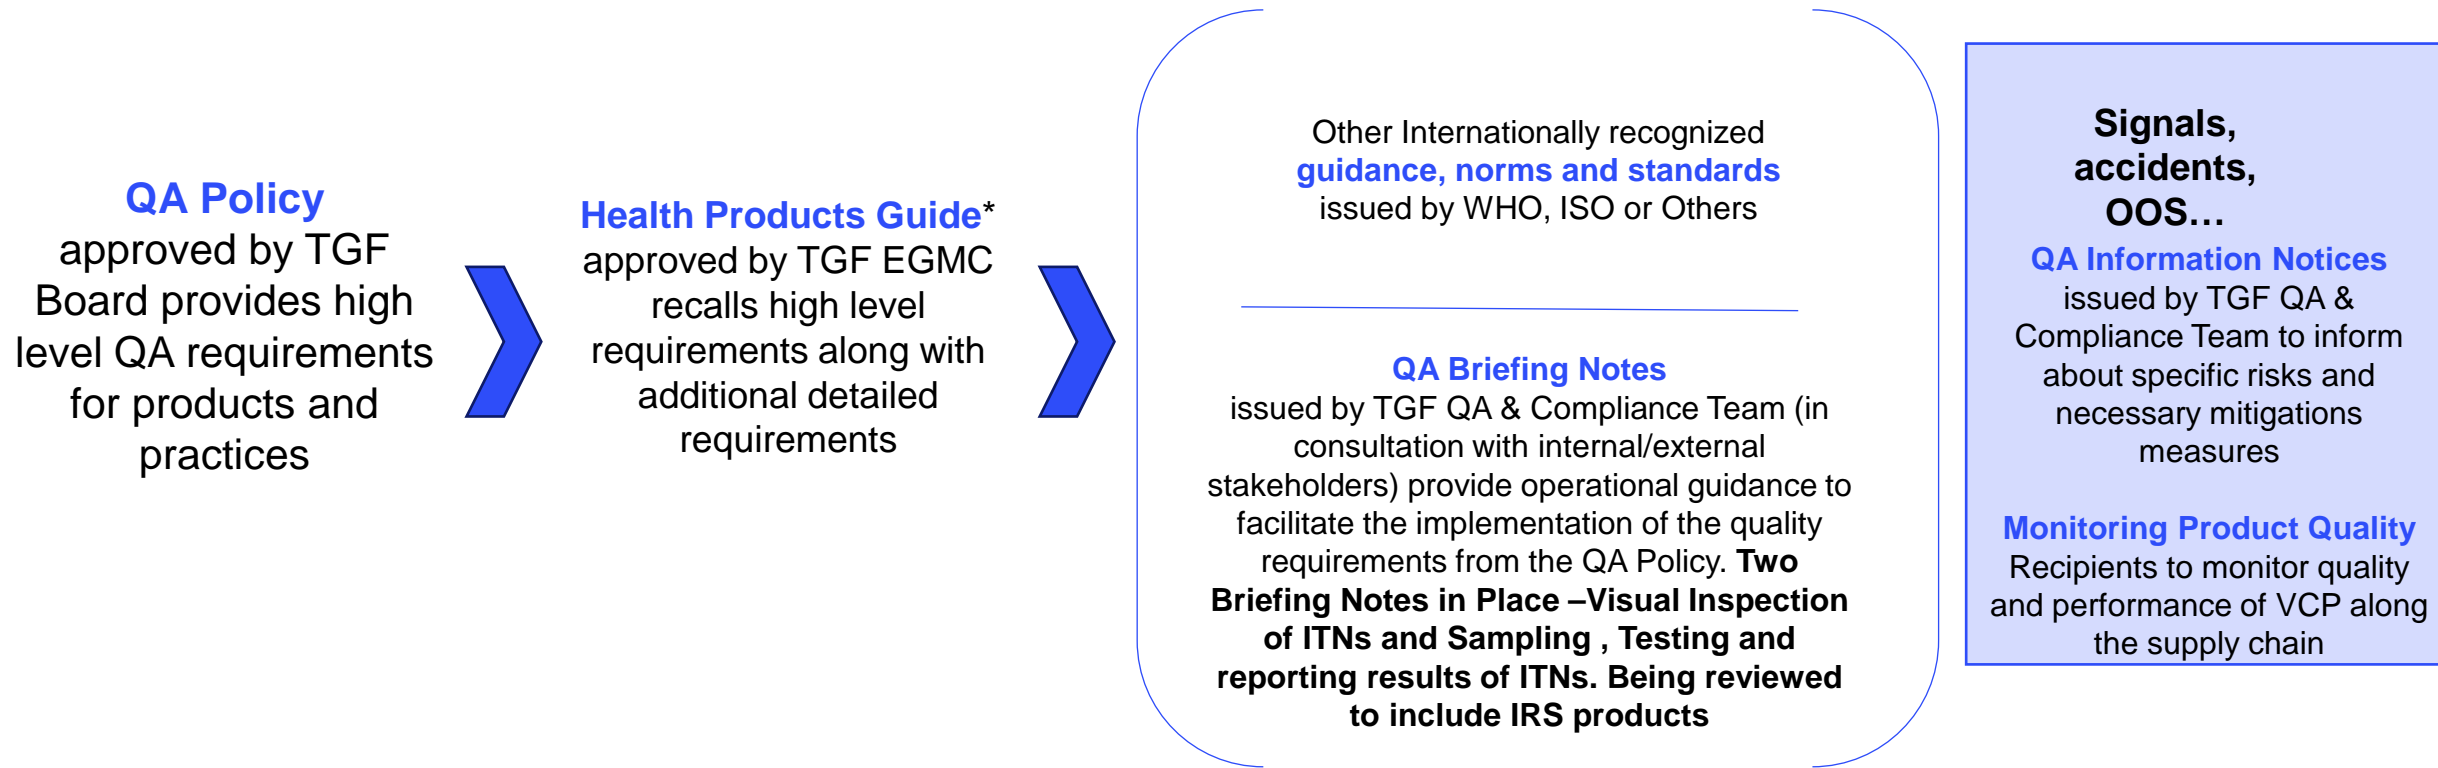 QA Policy
approved by TGF
Board provides high
level QA requirements
for products and
practices
Health Products Guide*
approved by TGF EGMC
recalls high level
requirements along with
additional detailed
requirements
Other Internationally recognized
guidance, norms and standards
issued by WHO, ISO or Others
QA Briefing Notes
issued by TGF QA & Compliance Team (in
consultation with internal/external
stakeholders) provide operational guidance to
facilitate the implementation of the quality
requirements from the QA Policy. Two
Briefing Notes in Place –Visual Inspection
of ITNs and Sampling , Testing and
reporting results of ITNs. Being reviewed
to include IRS products
Signals,
accidents,
OOS…
QA Information Notices
issued by TGF QA &
Compliance Team to inform
about specific risks and
necessary mitigations
measures
Monitoring Product Quality
Recipients to monitor quality
and performance of VCP along
the supply chain